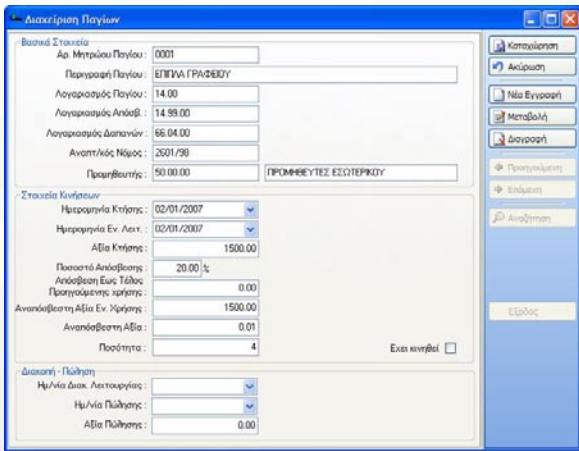 Διαχείριση Παγίων
Βασικά Στοιχεία
Αρ. Μητρώου Παγίου : 0001
Περιγραφή Παγίου : ΕΠΙΠΛΑ ΓΡΑΦΕΙΟΥ
Λογαριασμός Παγίου : 14.00
Λογαριασμός Απόσβ. : 14.99.00
Λογαριασμός Δαπανών : 66.04.00
Αναπτ/κός Νόμος : 2601/98
Προμηθευτής : 50.00.00 ΠΡΟΜΗΘΕΥΤΕΣ ΕΣΩΤΕΡΙΚΟΥ
Στοιχεία Κινήσεων
Ημερομηνία Κτήσης : 02/01/2007
Ημερομηνία Εν. Λειτ. : 02/01/2007
Αξία Κτήσης : 1500.00
Ποσοστό Απόσβεσης : 20.00 %
Απόσβεση Εως Τέλος
Προηγούμενης χρήσης : 0.00
Αναπόσβεστη Αξία Εν. Χρήσης : 1500.00
Αναπόσβεστη Αξία : 0.01
Ποσότητα : 4 Εχει κινηθεί
Διακοπή - Πώληση
Ημ/νία Διακ. Λειτουργίας :
Ημ/νία Πώλησης :
Αξία Πώλησης : 0.00
Καταχώρηση
Ακύρωση
Νέα Εγγραφή
Μεταβολή
Διαγραφή
Προηγούμενη
Επόμενη
Αναζήτηση
Εξοδος